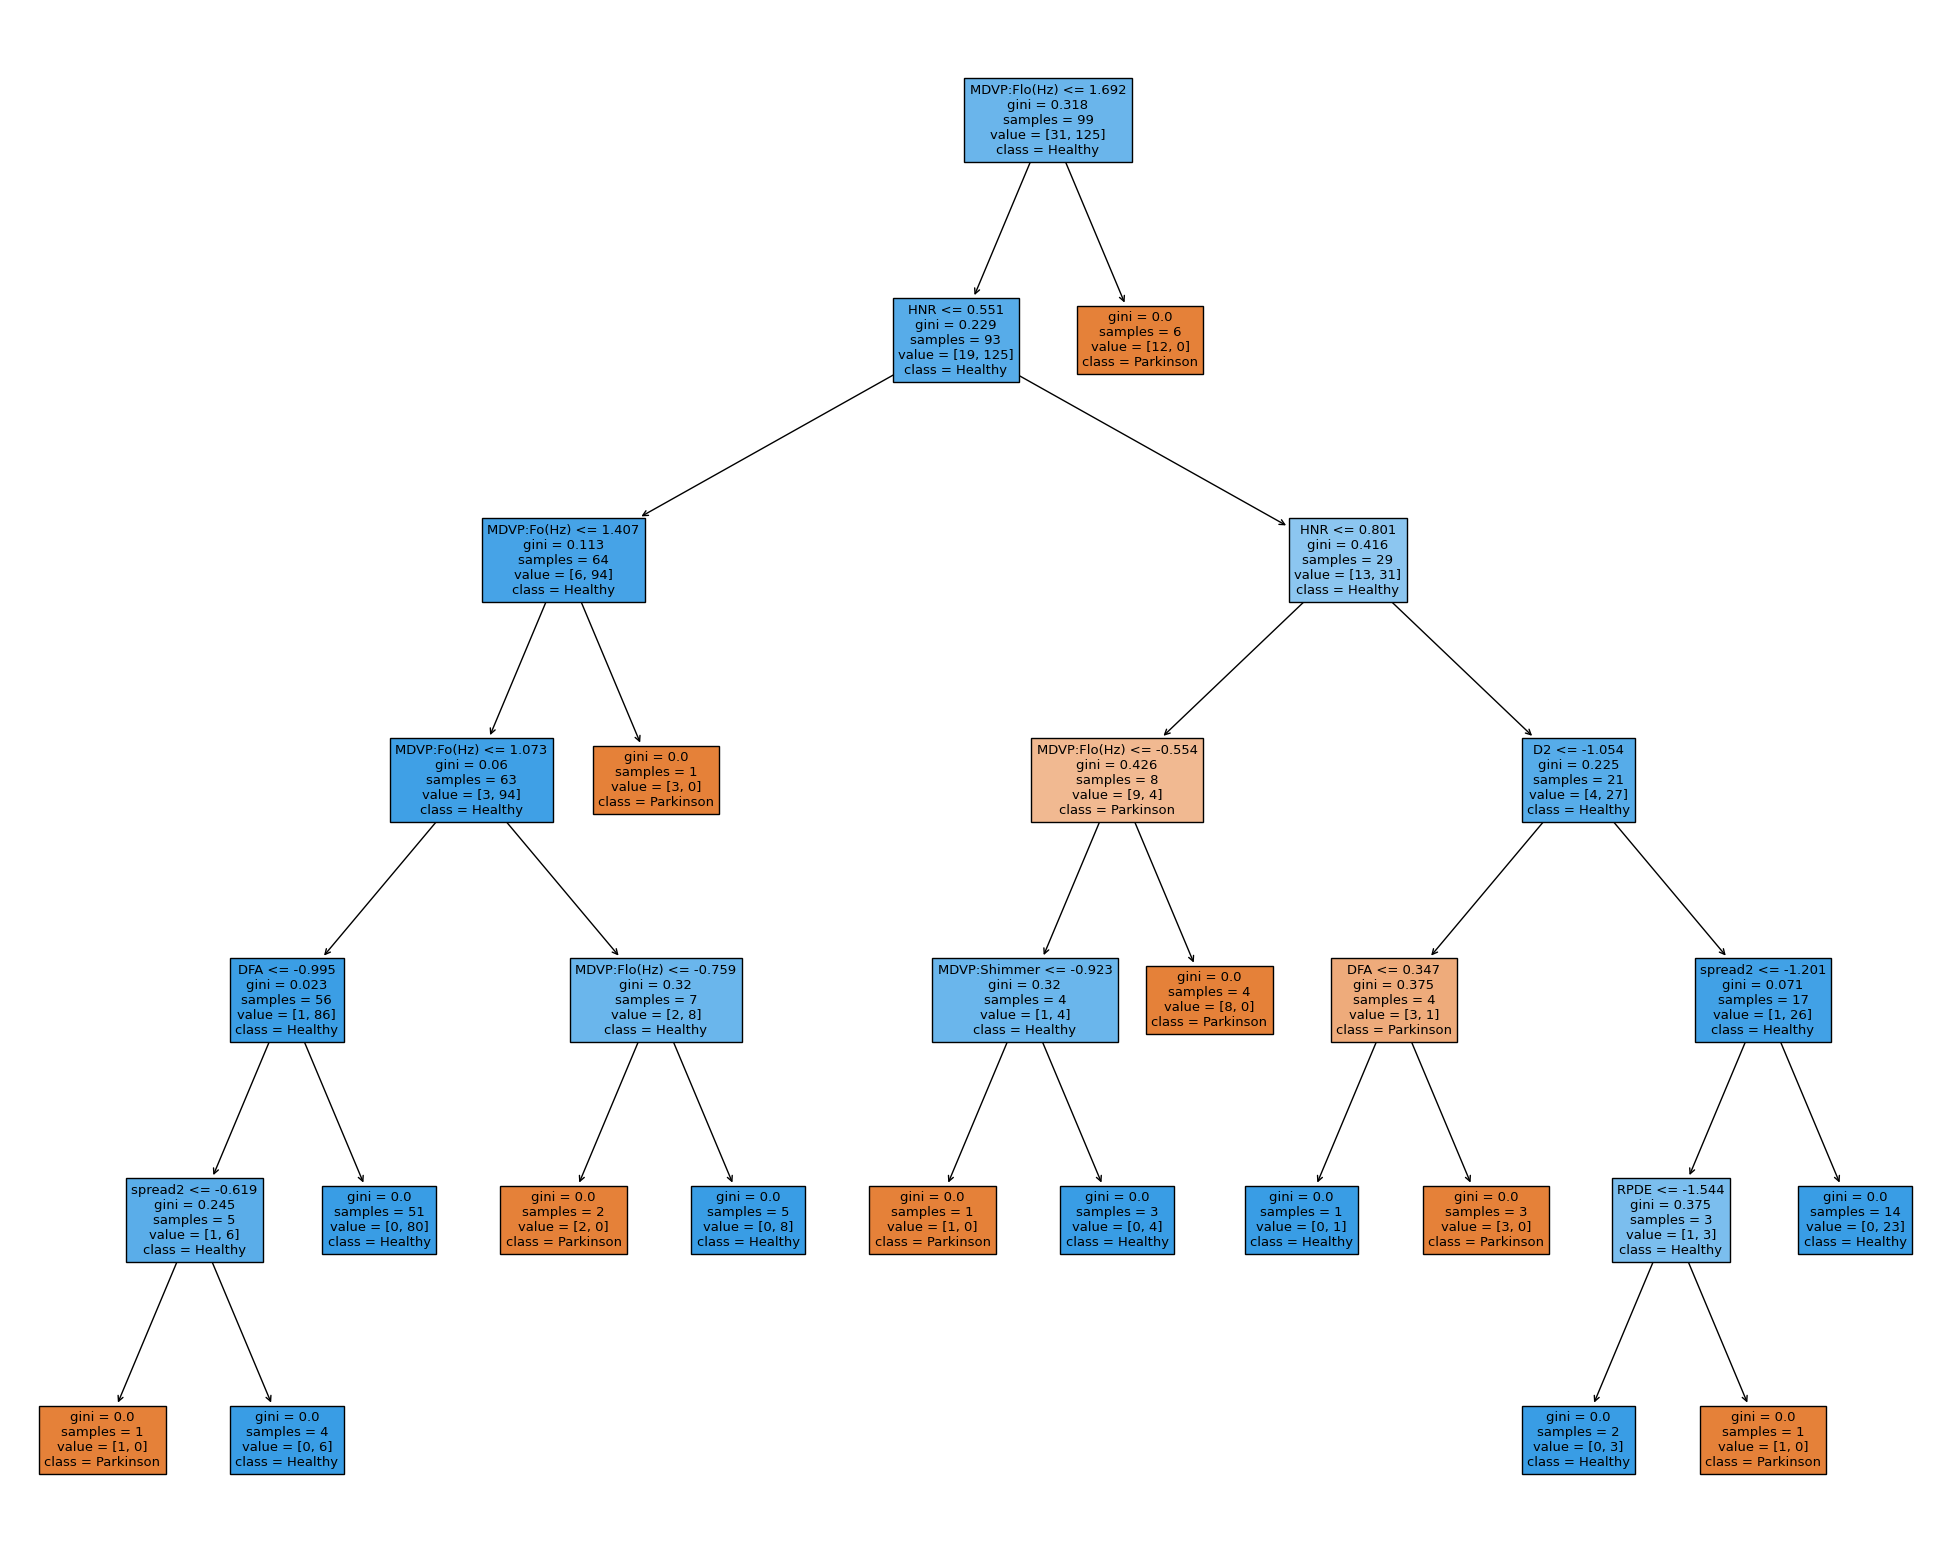 MDVP:Flo(Hz) <= 1.692
gini = 0.318
samples = 99
value = [31, 125]
class = Healthy
HNR <= 0.551
gini = 0.229
samples = 93
value = [19, 125]
class = Healthy
gini = 0.0
samples = 6
value = [12, 0]
class = Parkinson
MDVP:Fo(Hz) <= 1.407
gini = 0.113
samples = 64
value = [6, 94]
class = Healthy
HNR <= 0.801
gini = 0.416
samples = 29
value = [13, 31]
class = Healthy
MDVP:Fo(Hz) <= 1.073
gini = 0.06
samples = 63
value = [3, 94]
class = Healthy
gini = 0.0
samples = 1
value = [3, 0]
class = Parkinson
MDVP:Flo(Hz) <= -0.554
gini = 0.426
samples = 8
value = [9, 4]
class = Parkinson
D2 <= -1.054
gini = 0.225
samples = 21
value = [4, 27]
class = Healthy
DFA <= -0.995
gini = 0.023
samples = 56
value = [1, 86]
class = Healthy
MDVP:Flo(Hz) <= -0.759
gini = 0.32
samples = 7
value = [2, 8]
class = Healthy
MDVP:Shimmer <= -0.923
gini = 0.32
samples = 4
value = [1, 4]
class = Healthy
gini = 0.0
samples = 4
value = [8, 0]
class = Parkinson
DFA <= 0.347
gini = 0.375
samples = 4
value = [3, 1]
class = Parkinson
spread2 <= -1.201
gini = 0.071
samples = 17
value = [1, 26]
class = Healthy
spread2 <= -0.619
gini = 0.245
samples = 5
value = [1, 6]
class = Healthy
gini = 0.0
samples = 51
value = [0, 80]
class = Healthy
gini = 0.0
samples = 2
value = [2, 0]
class = Parkinson
gini = 0.0
samples = 5
value = [0, 8]
class = Healthy
gini = 0.0
samples = 1
value = [1, 0]
class = Parkinson
gini = 0.0
samples = 3
value = [0, 4]
class = Healthy
gini = 0.0
samples = 1
value = [0, 1]
class = Healthy
gini = 0.0
samples = 3
value = [3, 0]
class = Parkinson
RPDE <= -1.544
gini = 0.375
samples = 3
value = [1, 3]
class = Healthy
gini = 0.0
samples = 14
value = [0, 23]
class = Healthy
gini = 0.0
samples = 1
value = [1, 0]
class = Parkinson
gini = 0.0
samples = 4
value = [0, 6]
class = Healthy
gini = 0.0
samples = 2
value = [0, 3]
class = Healthy
gini = 0.0
samples = 1
value = [1, 0]
class = Parkinson